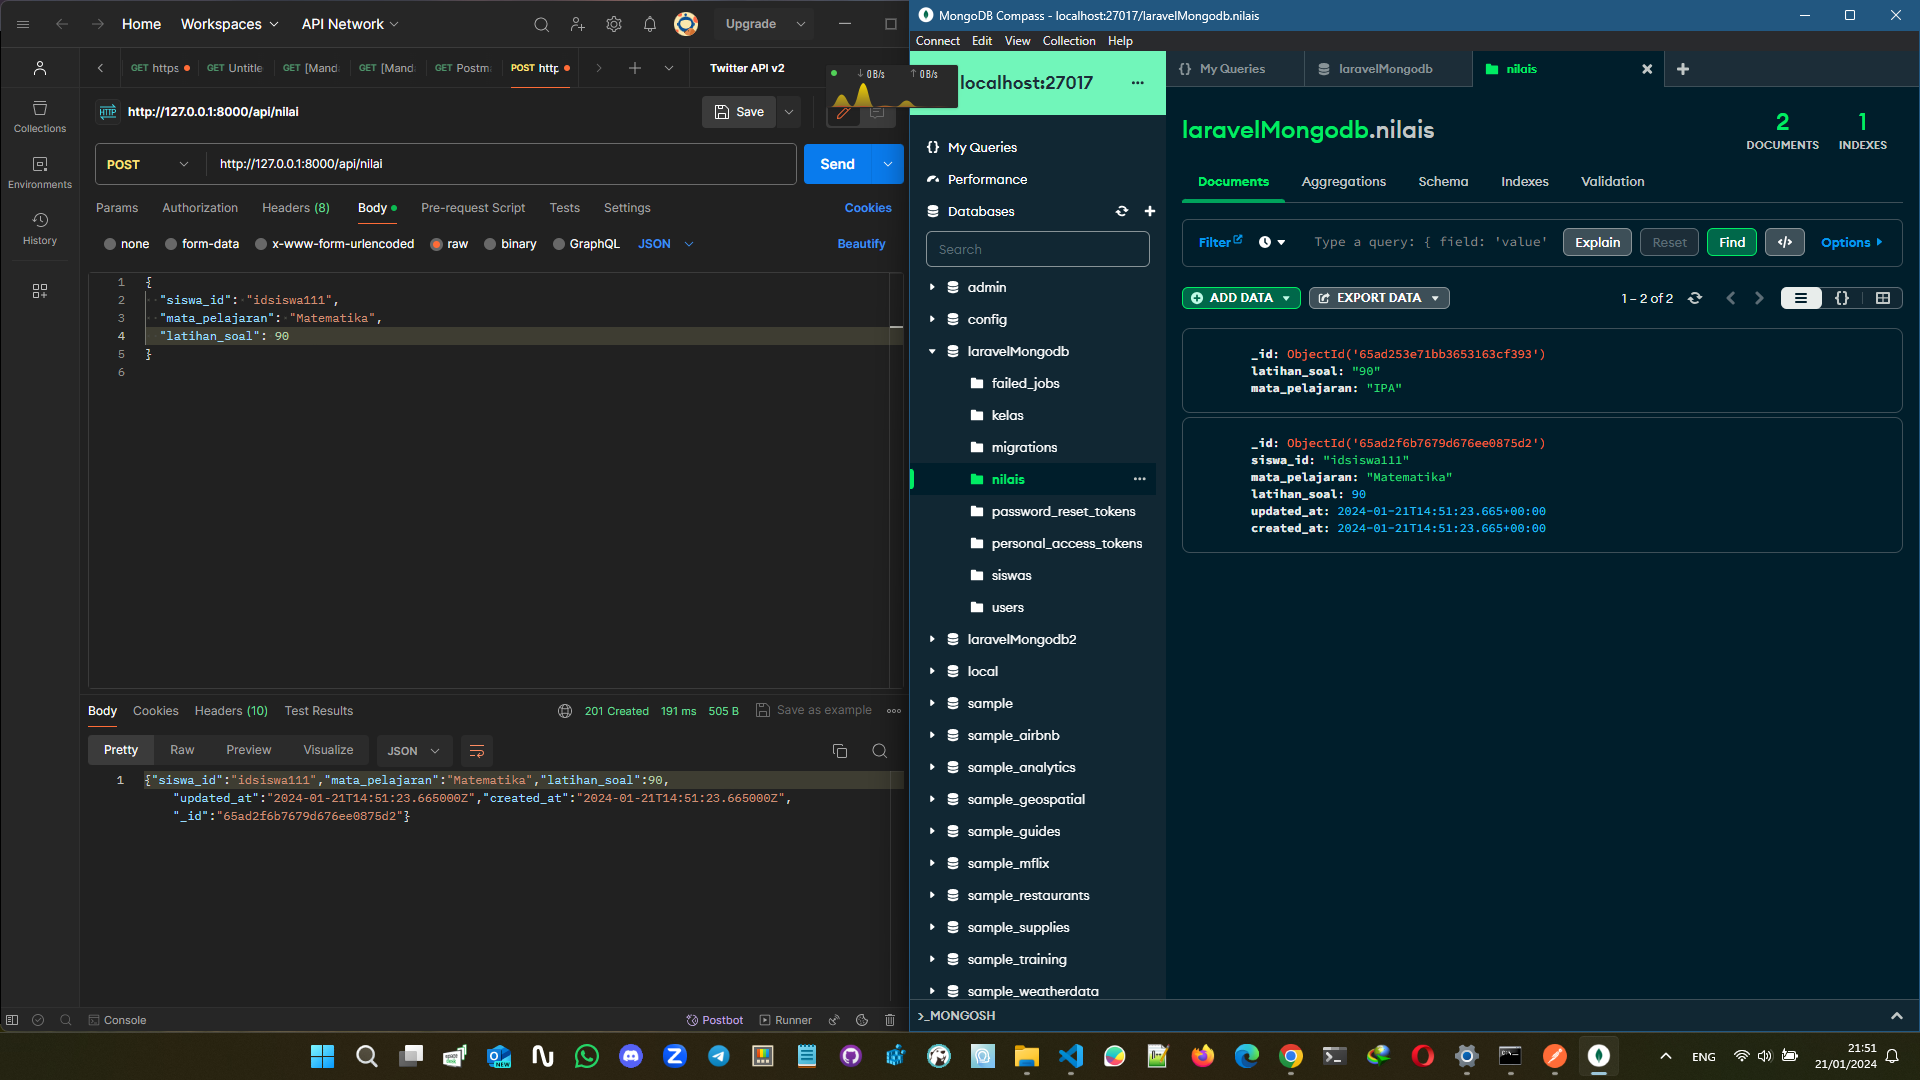 Home
Workspaces
API Network
Upgrade
GET https
GET Untitle
GET [Mand
GET [Mand
GET Postm
POST http
Twitter API v2
0B/s
0B/s
HTTP
http://127.0.0.1:8000/api/nilai
Save
POST
http://127.0.0.1:8000/api/nilai
Send
Params
Authorization
Headers (8)
Body
Pre-request Script
Tests
Settings
Cookies
none
form-data
x-www-form-urlencoded
raw
binary
GraphQL
JSON
Beautify
Collections
Environments
History
1 {
2 "siswa_id": "idsiswa111",
3 "mata_pelajaran": "Matematika",
4 "latihan_soal": 90
5 }
6
Body
Cookies
Headers (10)
Test Results
201 Created
191 ms
505 B
Save as example
Pretty
Raw
Preview
Visualize
JSON
1 {"siswa_id":"idsiswa111","mata_pelajaran":"Matematika","latihan_soal":90,
"updated_at":"2024-01-21T14:51:23.665000Z","created_at":"2024-01-21T14:51:23.665000Z",
"_id":"65ad2f6b7679d676ee0875d2"}
Console
Postbot
Runner
MongoDB Compass - localhost:27017/laravelMongodb.nilais
Connect Edit View Collection Help
localhost:27017
My Queries
laravelMongodb
nilais
My Queries
Performance
Databases
Search
admin
config
laravelMongodb
failed_jobs
kelas
migrations
nilais
password_reset_tokens
personal_access_tokens
siswas
users
laravelMongodb2
local
sample
sample_airbnb
sample_analytics
sample_geospatial
sample_guides
sample_mflix
sample_restaurants
sample_supplies
sample_training
sample_weatherdata
laravelMongodb.nilais
2
DOCUMENTS
1
INDEXES
Documents
Aggregations
Schema
Indexes
Validation
Filter
Type a query: { field: 'value'
Explain
Reset
Find
Options
ADD DATA
EXPORT DATA
1 – 2 of 2
_id: ObjectId('65ad253e71bb3653163cf393')
latihan_soal: "90"
mata_pelajaran: "IPA"
_id: ObjectId('65ad2f6b7679d676ee0875d2')
siswa_id: "idsiswa111"
mata_pelajaran: "Matematika"
latihan_soal: 90
updated_at: 2024-01-21T14:51:23.665+00:00
created_at: 2024-01-21T14:51:23.665+00:00
>_MONGOSH
NEW
ENG
21:51
21/01/2024